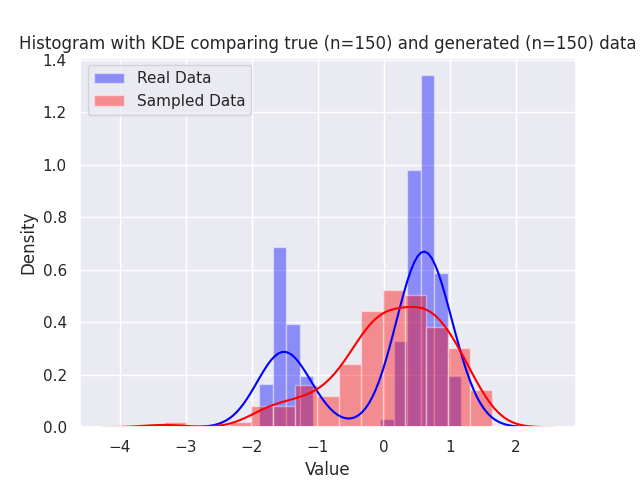 Histogram with KDE comparing true (n=150) and generated (n=150) data
Real Data
Sampled Data
Density
1.4
1.2
1.0
0.8
0.6
0.4
0.2
0.0
−4 −3 −2 −1 0 1 2
Value